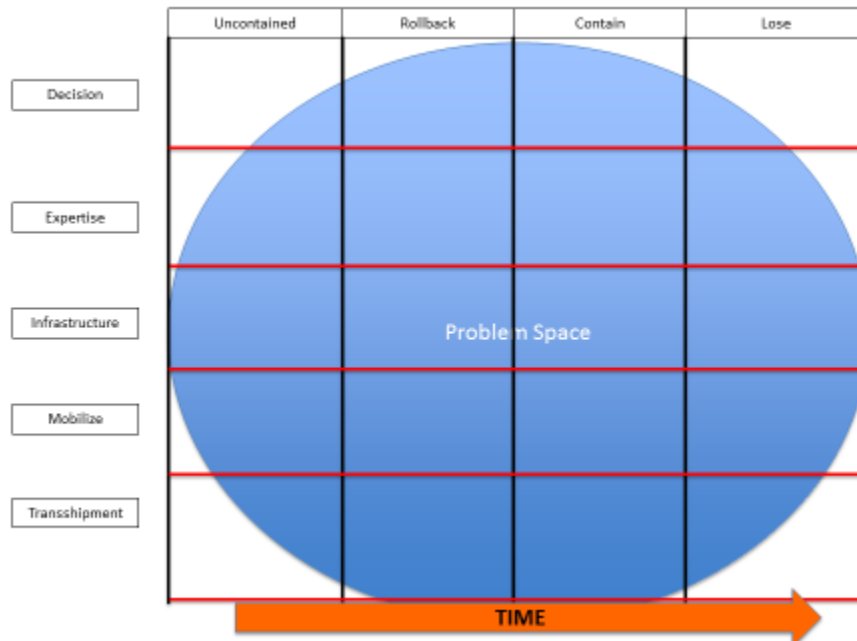 Uncontained
Rollback
Contain
Lose
Decision
Expertise
Infrastructure
Problem Space
Mobilize
Transshipment
TIME